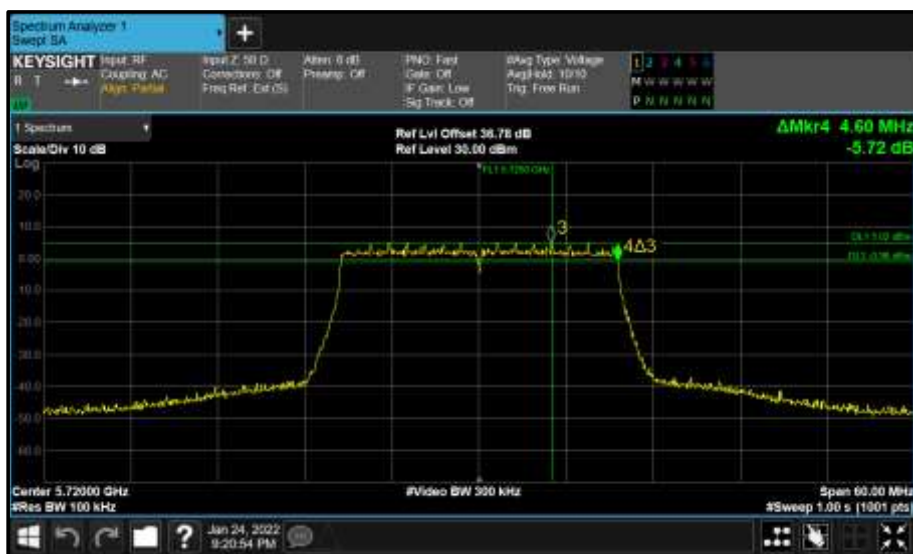 Spectrum Analyzer 1
Swept SA
+
KEYSIGHT Input: RF
R T Coupling: AC
Align: Partial
Input Z: 50 Ω
Corrections: Off
Freq Ref: Ext (S)
Atten: 6 dB
Preamp: Off
PNO: Fast
Gate: Off
IF Gain: Low
Sig Track: Off
#Avg Type: Voltage
Avg|Hold: 10/10
Trig: Free Run
1 2 3 4 5 6
M W W W W W
P N N N N N
1 Spectrum
Scale/Div 10 dB
Ref Lvl Offset 36.78 dB
Ref Level 30.00 dBm
ΔMkr4 4.60 MHz
-5.72 dB
Log
20.0
10.0
0.00
10.0
20.0
30.0
40.0
50.0
60.0
3
4Δ3
Center 5.72000 GHz
#Res BW 100 kHz
#Video BW 300 kHz
Span 60.00 MHz
#Sweep 1.00 s (1001 pts)
?
Jan 24, 2022
9:20:54 PM